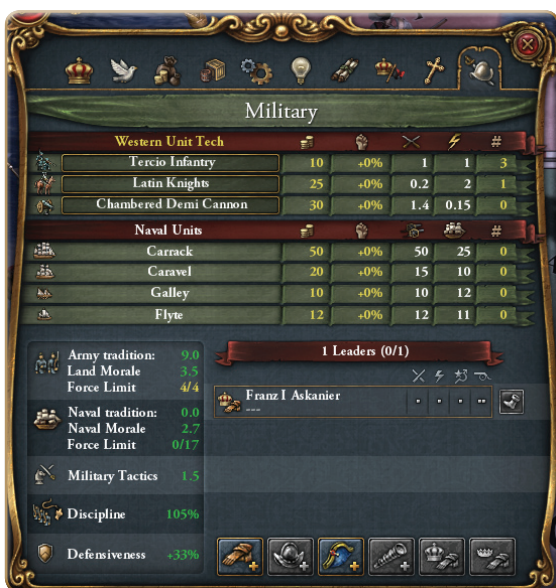 Military
Western Unit Tech #
Tercio Infantry 10 +0% 1 1 3
Latin Knights 25 +0% 0.2 2 1
Chambered Demi Cannon 30 +0% 1.4 0.15 0
Naval Units #
Carrack 50 +0% 50 25 0
Caravel 20 +0% 15 10 0
Galley 10 +0% 10 12 0
Flyte 12 +0% 12 11 0
Army tradition: 9.0
Land Morale 3.5
Force Limit 4/4
Naval tradition: 0.0
Naval Morale 2.7
Force Limit 0/17
Military Tactics 1.5
Discipline 105%
Defensiveness +33%
1 Leaders (0/1)
Franz I Askanier
---